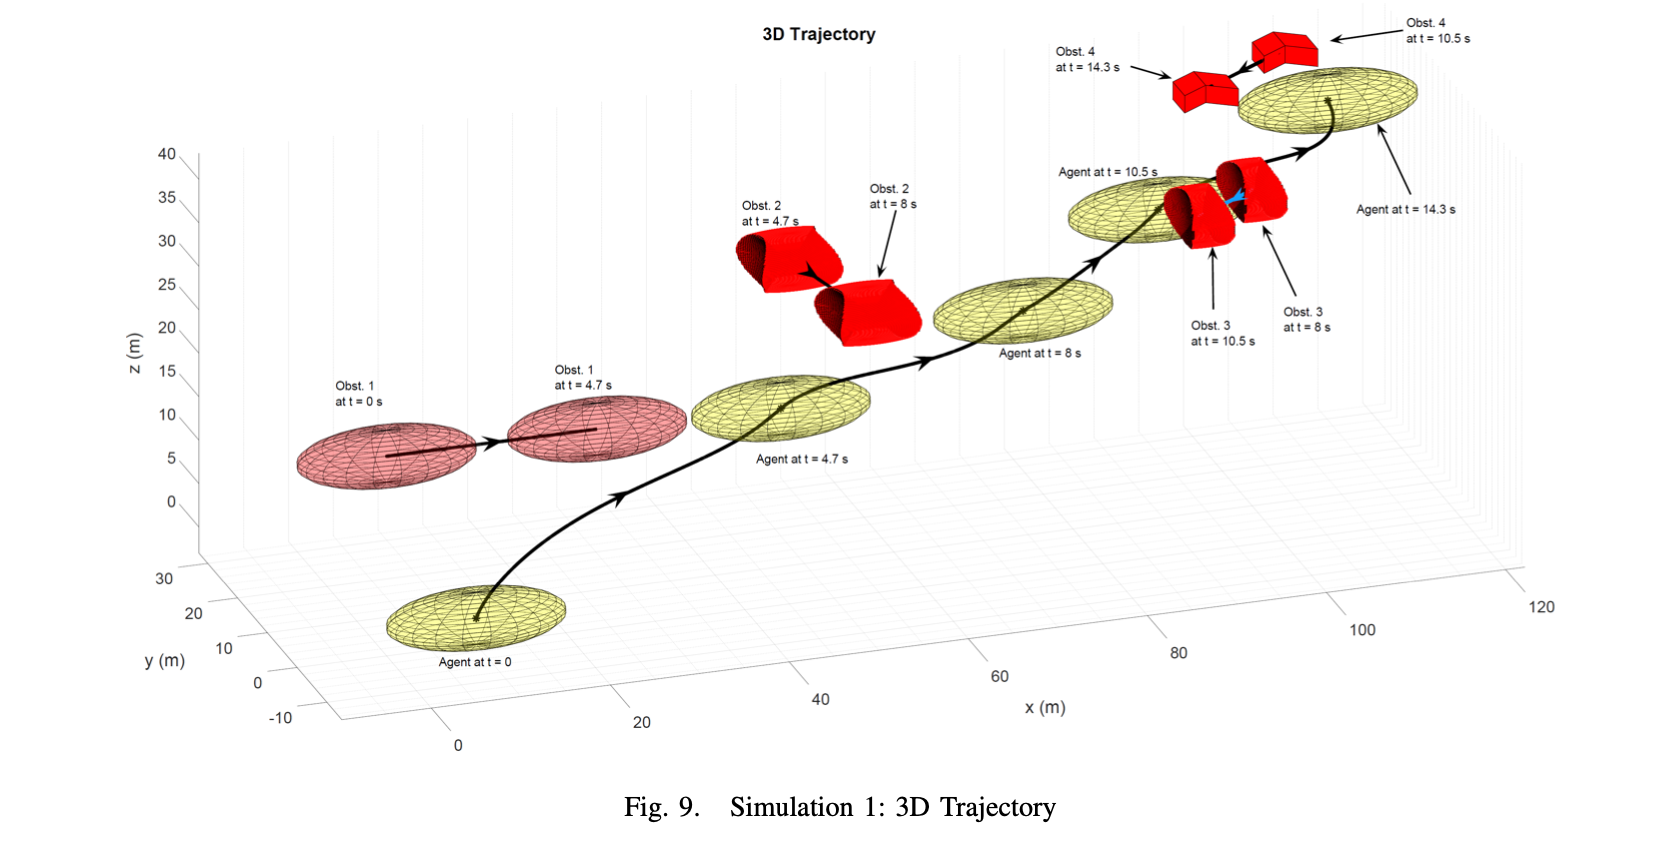 3D Trajectory
Obst. 4
at t = 10.5 s
Obst. 4
at t = 14.3 s
40
35
30
25
20
15
10
5
0
z (m)
Agent at t = 10.5 s
Obst. 2
at t = 8 s
Obst. 2
at t = 4.7 s
Agent at t = 14.3 s
Obst. 3
at t = 8 s
Obst. 3
at t = 10.5 s
Agent at t = 8 s
Obst. 1
at t = 4.7 s
Obst. 1
at t = 0 s
Agent at t = 4.7 s
Agent at t = 0
30
20
10
0
-10
y (m)
0
20
40
60
80
100
120
x (m)
Fig. 9. Simulation 1: 3D Trajectory